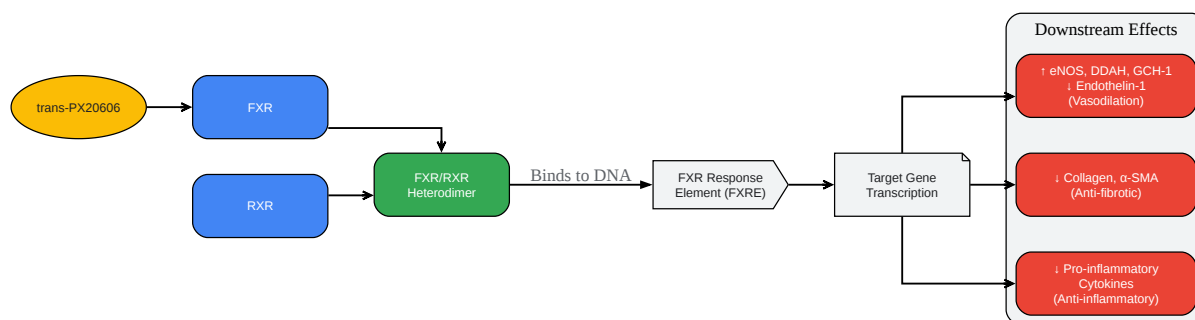 Downstream Effects
trans-PX20606
FXR
RXR
FXR/RXR
Heterodimer
Binds to DNA
FXR Response
Element (FXRE)
Target Gene
Transcription
↑ eNOS, DDAH, GCH-1
↓ Endothelin-1
(Vasodilation)
↓ Collagen, α-SMA
(Anti-fibrotic)
↓ Pro-inflammatory
Cytokines
(Anti-inflammatory)